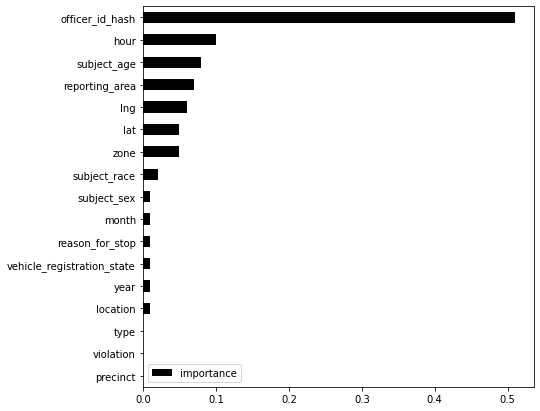 officer_id_hash
hour
subject_age
reporting_area
lng
lat
zone
subject_race
subject_sex
month
reason_for_stop
vehicle_registration_state
year
location
type
violation
precinct
importance
0.0 0.1 0.2 0.3 0.4 0.5